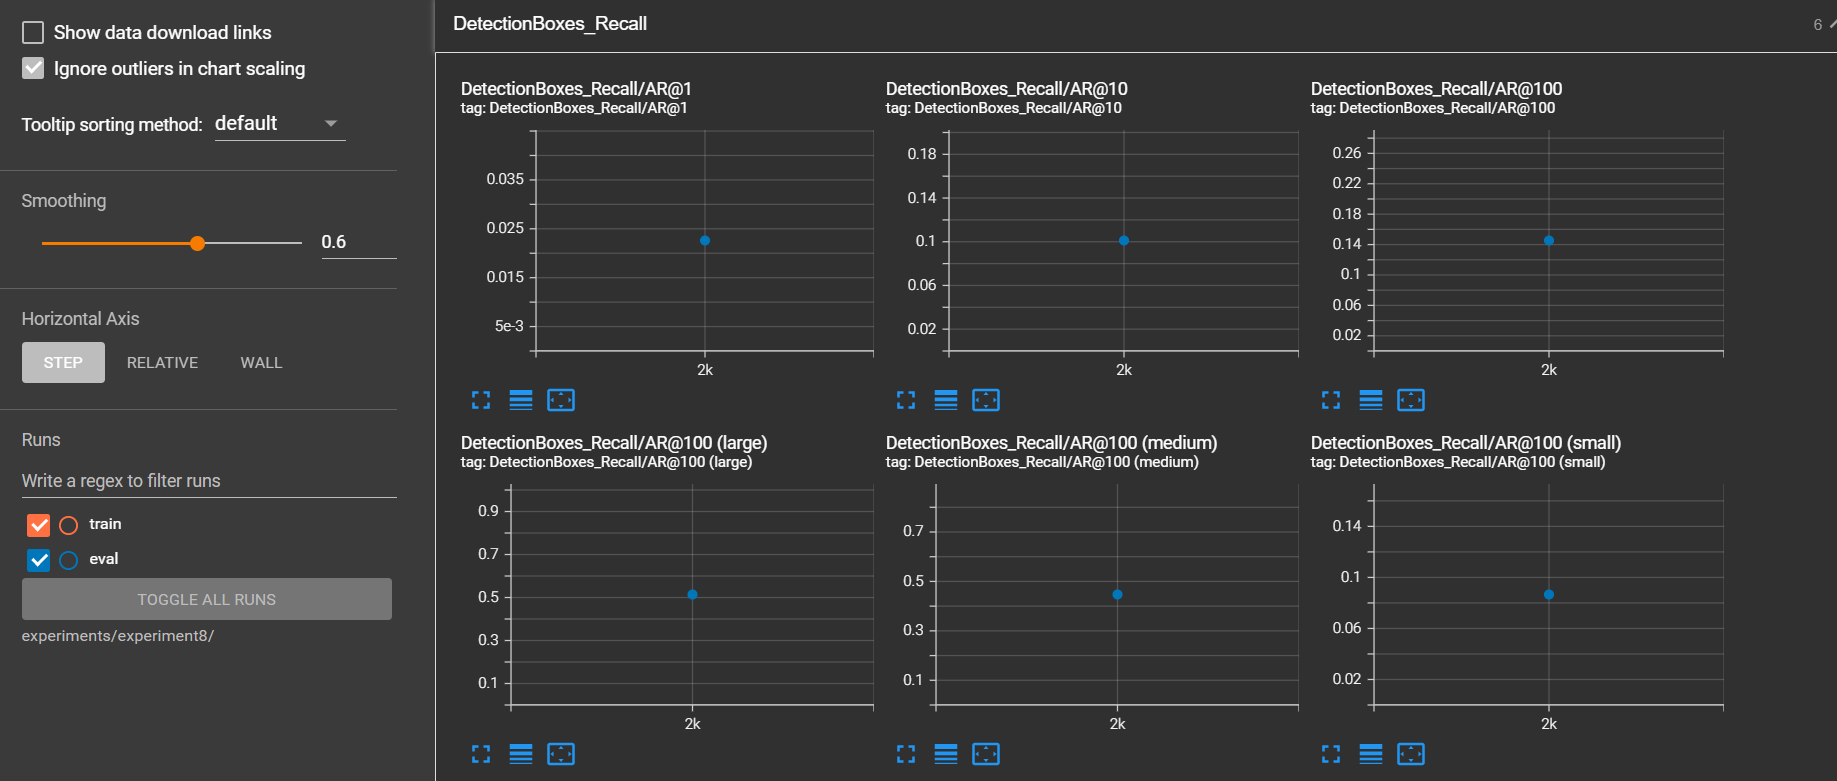 Show data download links
Ignore outliers in chart scaling
Tooltip sorting method: default
Smoothing
0.6
Horizontal Axis
STEP RELATIVE WALL
Runs
Write a regex to filter runs
train
eval
TOGGLE ALL RUNS
experiments/experiment8/
DetectionBoxes_Recall
6
DetectionBoxes_Recall/AR@1
tag: DetectionBoxes_Recall/AR@1
0.035
0.025
0.015
5e-3
2k
DetectionBoxes_Recall/AR@10
tag: DetectionBoxes_Recall/AR@10
0.18
0.14
0.1
0.06
0.02
2k
DetectionBoxes_Recall/AR@100
tag: DetectionBoxes_Recall/AR@100
0.26
0.22
0.18
0.14
0.1
0.06
0.02
2k
DetectionBoxes_Recall/AR@100 (large)
tag: DetectionBoxes_Recall/AR@100 (large)
0.9
0.7
0.5
0.3
0.1
2k
DetectionBoxes_Recall/AR@100 (medium)
tag: DetectionBoxes_Recall/AR@100 (medium)
0.7
0.5
0.3
0.1
2k
DetectionBoxes_Recall/AR@100 (small)
tag: DetectionBoxes_Recall/AR@100 (small)
0.14
0.1
0.06
0.02
2k